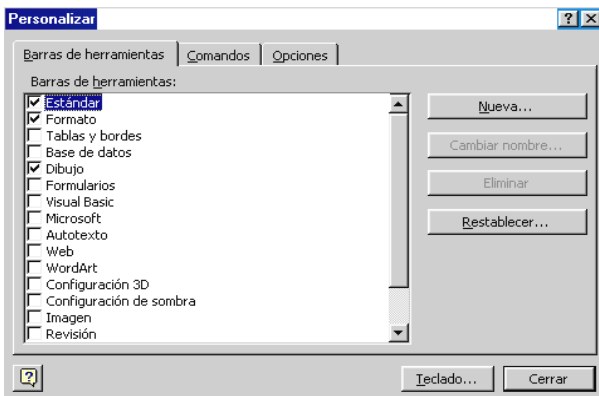 Personalizar
Barras de herramientas Comandos Opciones
Barras de herramientas:
Estándar
Formato
Tablas y bordes
Base de datos
Dibujo
Formularios
Visual Basic
Microsoft
Autotexto
Web
WordArt
Configuración 3D
Configuración de sombra
Imagen
Revisión
Nueva...
Cambiar nombre...
Eliminar
Restablecer...
Teclado... Cerrar